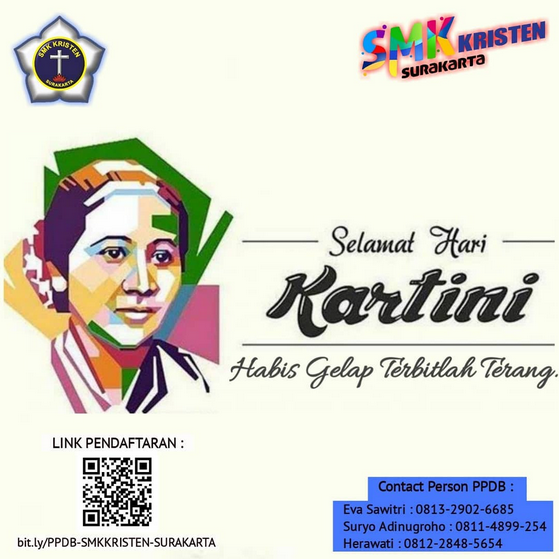 SMK KRISTEN
SURAKARTA
SMK KRISTEN
SURAKARTA
Selamat Hari
Kartini
Habis Gelap Terbitlah Terang.
LINK PENDAFTARAN :
bit.ly/PPDB-SMKKRISTEN-SURAKARTA
Contact Person PPDB :
Eva Sawitri : 0813-2902-6685
Suryo Adinugroho : 0811-4899-254
Herawati : 0812-2848-5654